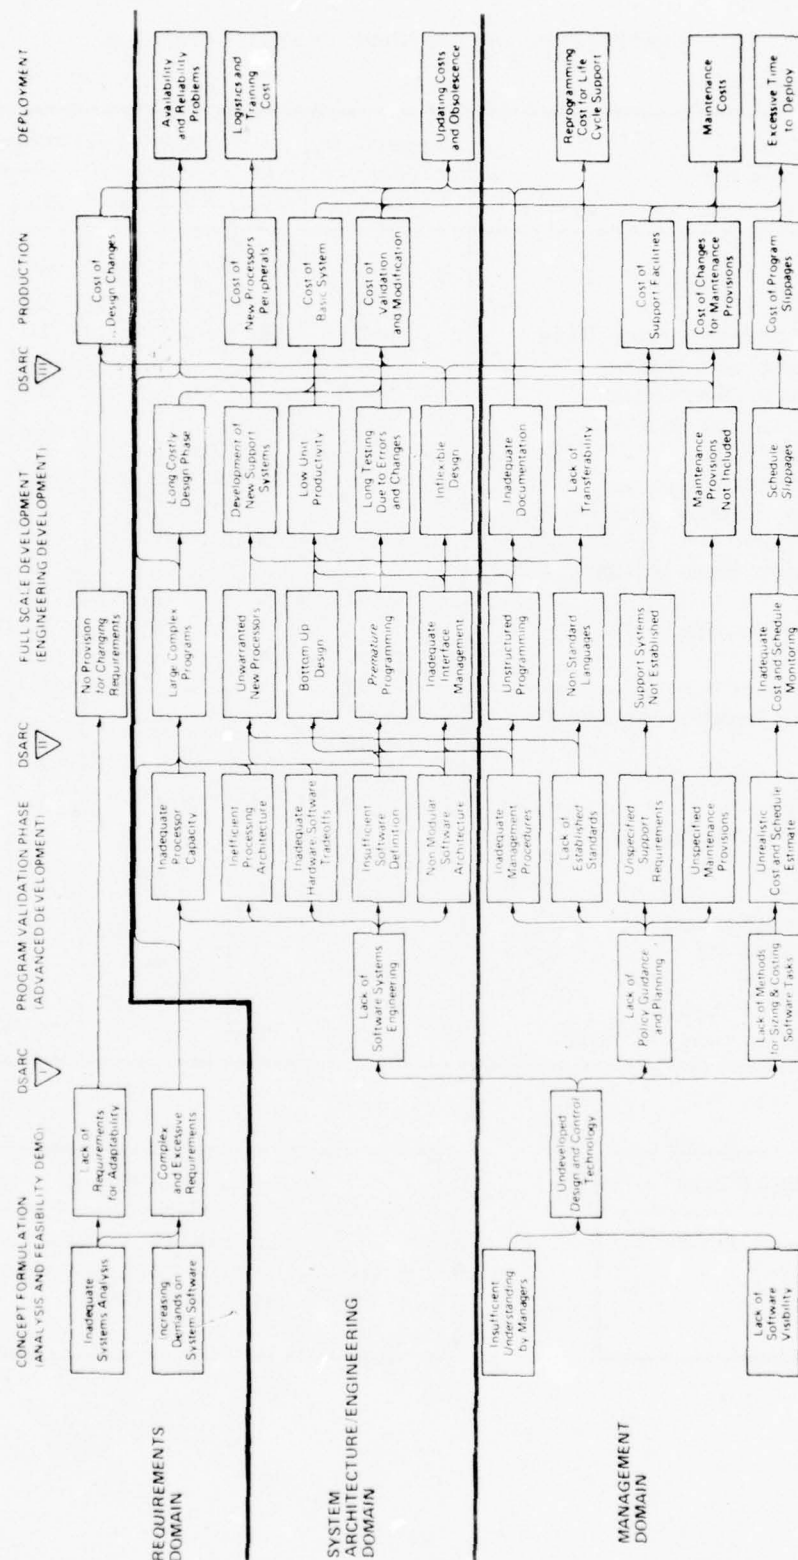 CONCEPT FORMULATION
(ANALYSIS AND FEASIBILITY DEMO)
DSARC
I
PROGRAM VALIDATION PHASE
(ADVANCED DEVELOPMENT)
DSARC
II
FULL SCALE DEVELOPMENT
(ENGINEERING DEVELOPMENT)
DSARC
III
PRODUCTION
DEPLOYMENT
REQUIREMENTS
DOMAIN
Inadequate
Systems Analysis
Lack of
Requirements
for Adaptability
No Provision
for Changing
Requirements
Cost of
Design Changes
Increasing
Demands on
System Software
Complex
and Excessive
Requirements
Inadequate
Processor
Capacity
Large Complex
Programs
Long Costly
Design Phase
Availability
and Reliability
Problems
SYSTEM
ARCHITECTURE/ENGINEERING
DOMAIN
Inefficient
Processing
Architecture
Unwarranted
New Processors
Development of
New Support
Systems
Cost of
New Processors
Peripherals
Logistics and
Training
Cost
Inadequate
Hardware Software
Tradeoffs
Bottom Up
Design
Low Unit
Productivity
Cost of
Basic System
Lack of
Software Systems
Engineering
Insufficient
Software
Definition
Premature
Programming
Long Testing
Due to Errors
and Changes
Cost of
Validation
and Modification
Non Modular
Software
Architecture
Inadequate
Interface
Management
Inflexible
Design
Updating Costs
and Obsolescence
MANAGEMENT
DOMAIN
Insufficient
Understanding
by Managers
Inadequate
Management
Procedures
Unstructured
Programming
Inadequate
Documentation
Undeveloped
Design and Control
Technology
Lack of
Established
Standards
Non Standard
Languages
Lack of
Transferability
Reprogramming
Cost for Life
Cycle Support
Lack of
Policy Guidance
and Planning
Unspecified
Support
Requirements
Support Systems
Not Established
Cost of
Support Facilities
Unspecified
Maintenance
Provisions
Maintenance
Provisions
Not Included
Cost of Changes
for Maintenance
Provisions
Maintenance
Costs
Lack of
Software
Visibility
Lack of Methods
for Sizing & Costing
Software Tasks
Unrealistic
Cost and Schedule
Estimate
Inadequate
Cost and Schedule
Monitoring
Schedule
Slippages
Cost of Program
Slippages
Excessive Time
to Deploy